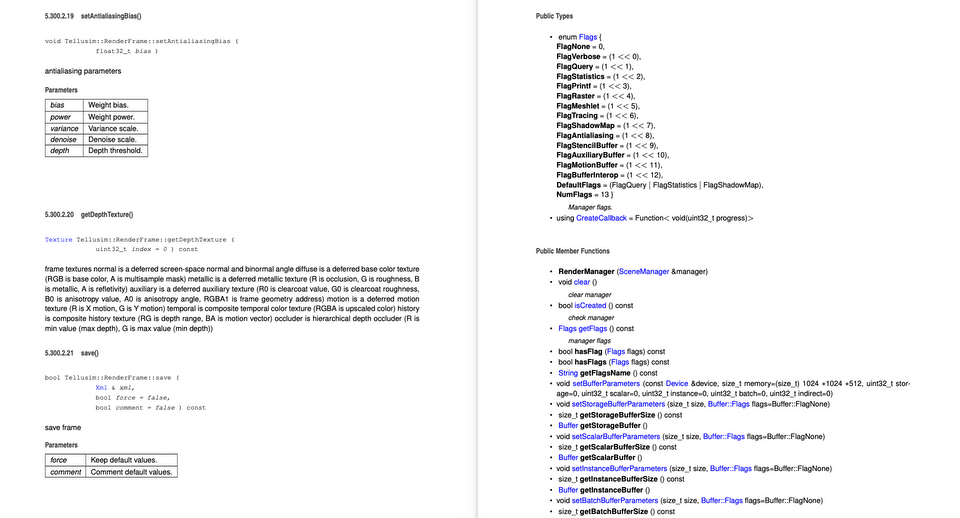 5.300.2.19 setAntialiasingBias()
void Tellusim::RenderFrame::setAntialiasingBias (
float32_t bias )
antialiasing parameters
Parameters
bias Weight bias.
power Weight power.
variance Variance scale.
denoise Denoise scale.
depth Depth threshold.
5.300.2.20 getDepthTexture()
Texture Tellusim::RenderFrame::getDepthTexture (
uint32_t index = 0 ) const
frame textures normal is a deferred screen-space normal and binormal angle diffuse is a deferred base color texture
(RGB is base color, A is multisample mask) metallic is a deferred metallic texture (R is occlusion, G is roughness, B
is metallic, A is refletivity) auxiliary is a deferred auxiliary texture (R0 is clearcoat value, G0 is clearcoat roughness,
B0 is anisotropy value, A0 is anisotropy angle, RGBA1 is frame geometry address) motion is a deferred motion
texture (R is X motion, G is Y motion) temporal is composite temporal color texture (RGBA is upscaled color) history
is composite history texture (RG is depth range, BA is motion vector) occluder is hierarchical depth occluder (R is
min value (max depth), G is max value (min depth))
5.300.2.21 save()
bool Tellusim::RenderFrame::save (
Xml & xml,
bool force = false,
bool comment = false ) const
save frame
Parameters
force Keep default values.
comment Comment default values.
Public Types
• enum Flags {
FlagNone = 0,
FlagVerbose = (1 << 0),
FlagQuery = (1 << 1),
FlagStatistics = (1 << 2),
FlagPrintf = (1 << 3),
FlagRaster = (1 << 4),
FlagMeshlet = (1 << 5),
FlagTracing = (1 << 6),
FlagShadowMap = (1 << 7),
FlagAntialiasing = (1 << 8),
FlagStencilBuffer = (1 << 9),
FlagAuxiliaryBuffer = (1 << 10),
FlagMotionBuffer = (1 << 11),
FlagBufferInterop = (1 << 12),
DefaultFlags = (FlagQuery | FlagStatistics | FlagShadowMap),
NumFlags = 13 }
Manager flags.
• using CreateCallback = Function< void(uint32_t progress)>
Public Member Functions
• RenderManager (SceneManager &manager)
• void clear ()
clear manager
• bool isCreated () const
check manager
• Flags getFlags () const
manager flags
• bool hasFlag (Flags flags) const
• bool hasFlags (Flags flags) const
• String getFlagsName () const
• void setBufferParameters (const Device &device, size_t memory=(size_t) 1024 *1024 *512, uint32_t stor-
age=0, uint32_t scalar=0, uint32_t instance=0, uint32_t batch=0, uint32_t indirect=0)
• void setStorageBufferParameters (size_t size, Buffer::Flags flags=Buffer::FlagNone)
• size_t getStorageBufferSize () const
• Buffer getStorageBuffer ()
• void setScalarBufferParameters (size_t size, Buffer::Flags flags=Buffer::FlagNone)
• size_t getScalarBufferSize () const
• Buffer getScalarBuffer ()
• void setInstanceBufferParameters (size_t size, Buffer::Flags flags=Buffer::FlagNone)
• size_t getInstanceBufferSize () const
• Buffer getInstanceBuffer ()
• void setBatchBufferParameters (size_t size, Buffer::Flags flags=Buffer::FlagNone)
• size_t getBatchBufferSize () const